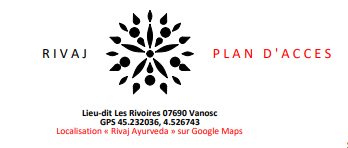 RIVAJ PLAN D'ACCES
Lieu-dit Les Rivoires 07690 Vanosc
GPS 45.232036, 4.526743
Localisation « Rivaj Ayurveda » sur Google Maps